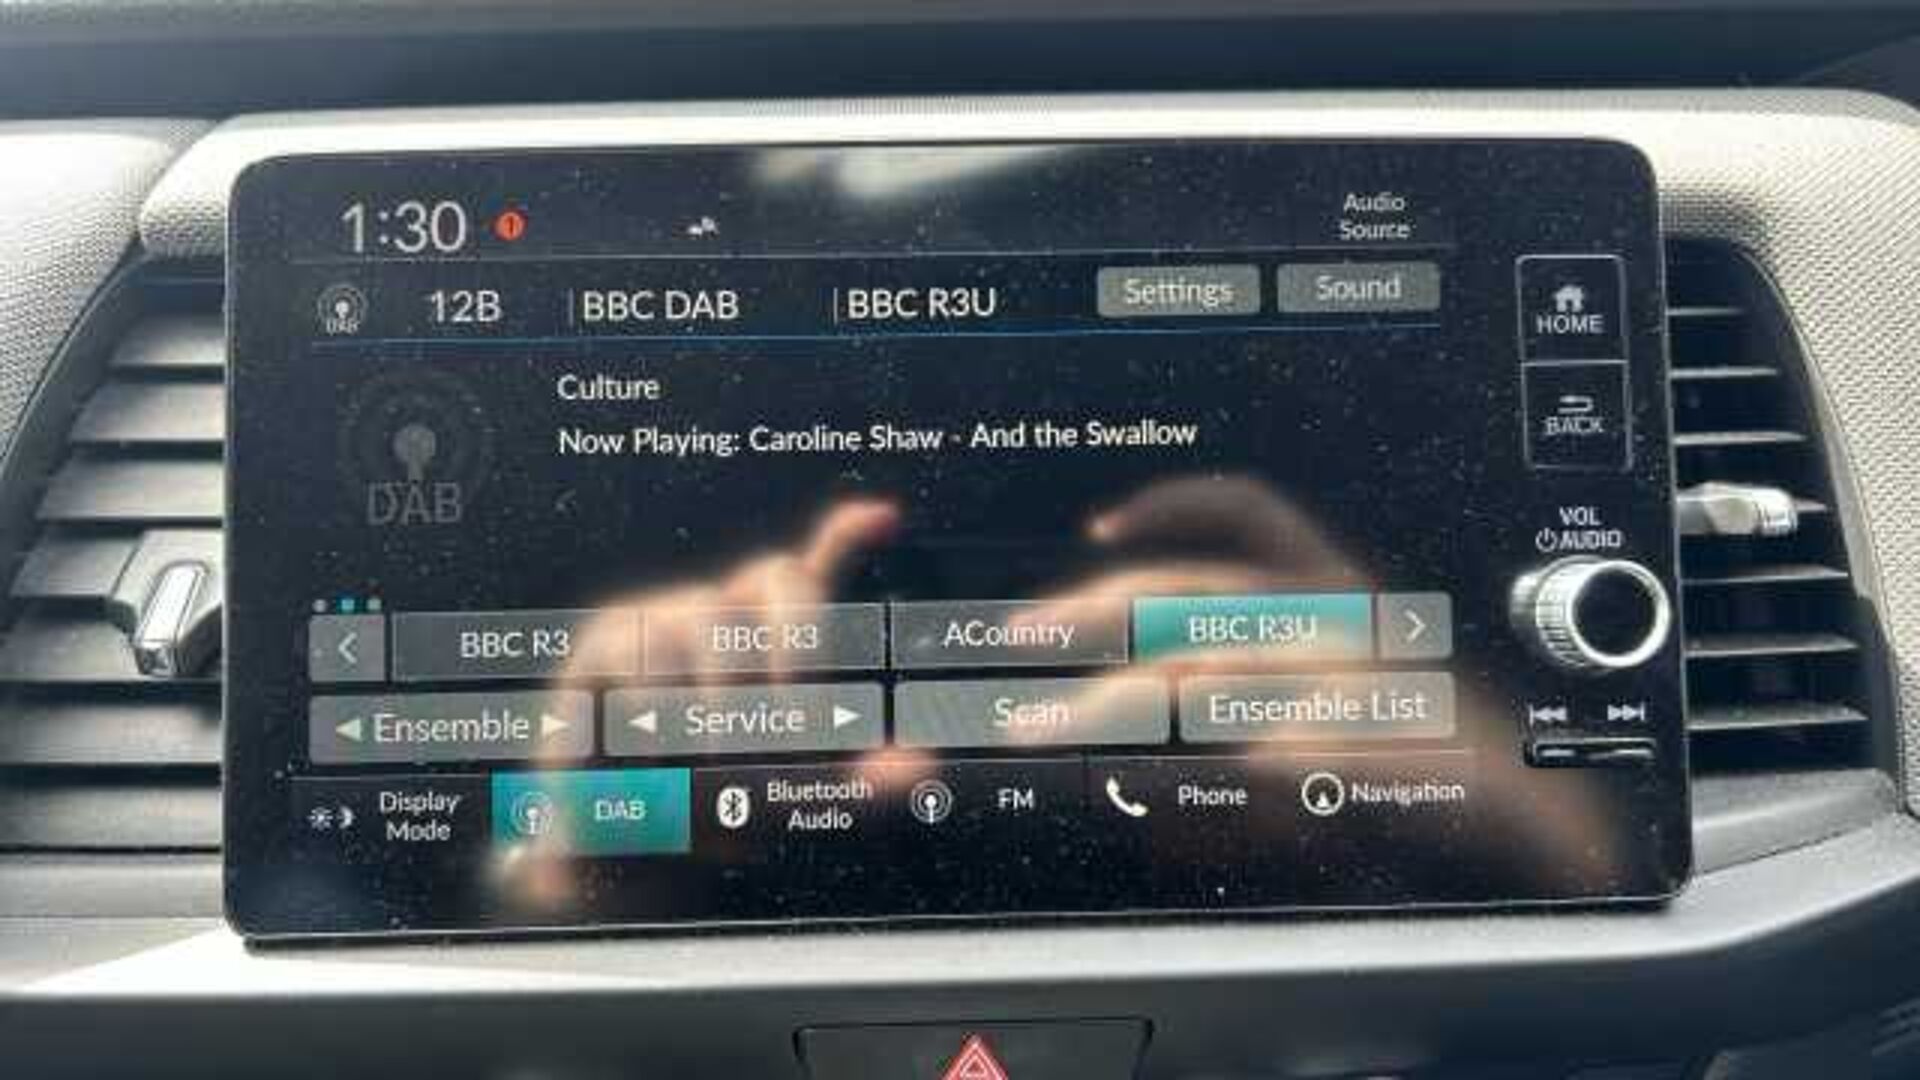 1:30
Audio
Source
DAB
12B
BBC DAB
BBC R3U
Settings
Sound
HOME
Culture
Now Playing: Caroline Shaw - And the Swallow
BACK
DAB
VOL
AUDIO
BBC R3
BBC R3
ACountry
BBC R3U
Ensemble
Service
Scan
Ensemble List
Display
Mode
DAB
Bluetooth
Audio
FM
Phone
Navigation